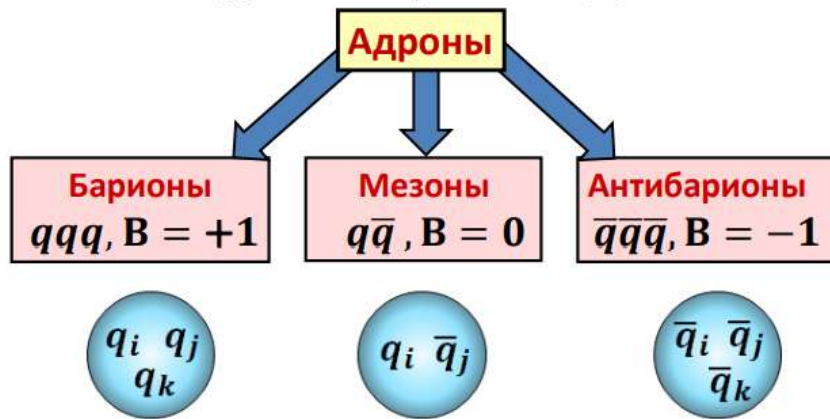 Адроны
Барионы
qqq, B = +1
Мезоны
qq̅, B = 0
Антибарионы
q̅q̅q̅, B = −1
qᵢ qⱼ
qₖ
qᵢ q̅ⱼ
q̅ᵢ q̅ⱼ
q̅ₖ